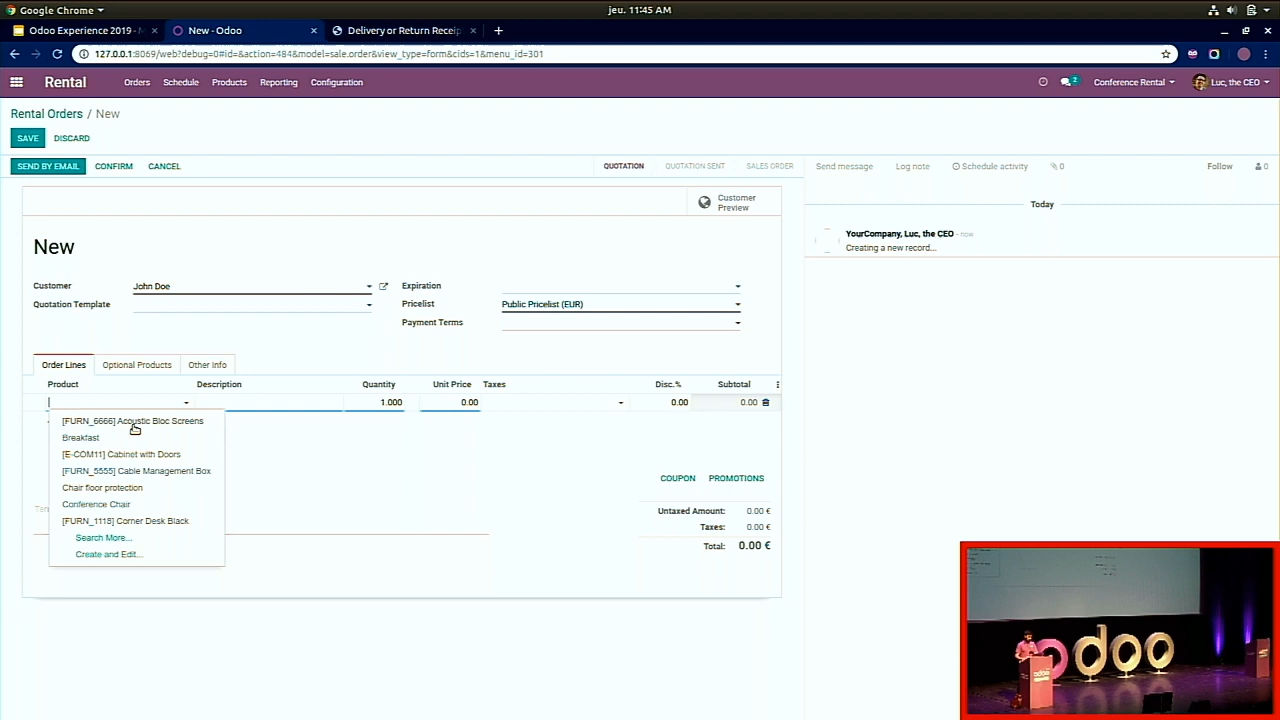 Google Chrome
jeu. 11:45 AM
Odoo Experience 2019 -
New - Odoo
Delivery or Return Receip
127.0.0.1:8069/web?debug=0#id=&action=484&model=sale.order&view_type=form&cids=1&menu_id=301
Rental Orders Schedule Products Reporting Configuration
2 Conference Rental Luc, the CEO
Rental Orders / New
SAVE DISCARD
SEND BY EMAIL CONFIRM CANCEL
QUOTATION QUOTATION SENT SALES ORDER
Send message Log note Schedule activity 0 Follow 0
Customer Preview
Today
YourCompany, Luc, the CEO - now
Creating a new record...
New
Customer John Doe
Expiration
Quotation Template
Pricelist Public Pricelist (EUR)
Payment Terms
Order Lines Optional Products Other Info
Product Description Quantity Unit Price Taxes Disc.% Subtotal
1.000 0.00 0.00 0.00 €
[FURN_6666] Acoustic Bloc Screens
Breakfast
[E-COM11] Cabinet with Doors
[FURN_5555] Cable Management Box
Chair floor protection
Conference Chair
[FURN_1118] Corner Desk Black
Search More...
Create and Edit...
COUPON PROMOTIONS
Untaxed Amount: 0.00 €
Taxes: 0.00 €
Total: 0.00 €
odoo
odoo